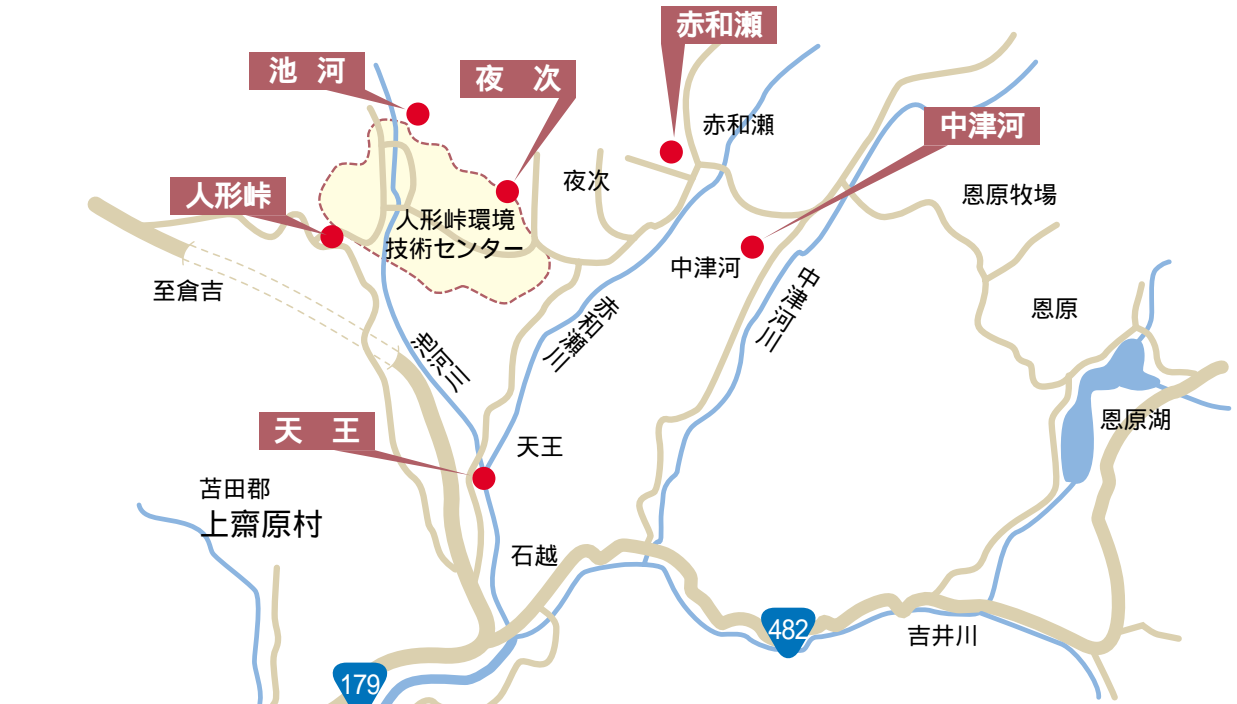 赤和瀬
池 河
夜 次
中津河
赤和瀬
夜次
人形峠
恩原牧場
人形峠環境
技術センター
中津河
至倉吉
中津河川
恩原
赤和瀬川
池河川
天 王
恩原湖
天王
苫田郡
上齋原村
石越
482
吉井川
179